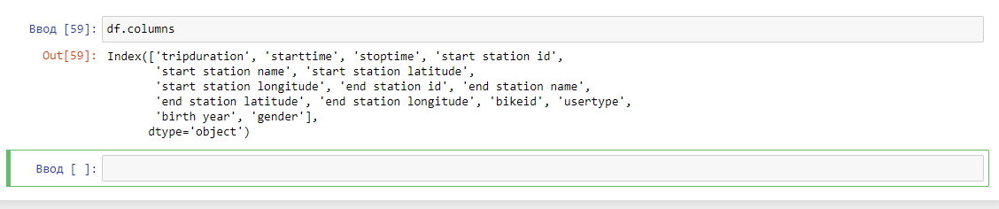 Ввод [59]: df.columns
Out[59]: Index(['tripduration', 'starttime', 'stoptime', 'start station id',
'start station name', 'start station latitude',
'start station longitude', 'end station id', 'end station name',
'end station latitude', 'end station longitude', 'bikeid', 'usertype',
'birth year', 'gender'],
dtype='object')
Ввод [ ]: